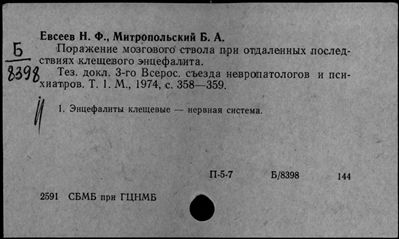 Евсеев Н. Ф., Митропольский Б. А.
Б
8398
Поражение мозгового ствола при отдаленных послед-
ствиях клещевого энцефалита.
Тез. докл. 3-го Всерос. съезда невропатологов и пси-
хиатров. Т. 1. М., 1974, с. 358—359.
1. Энцефалиты клещевые — нервная система.
П-5-7 Б/8398 144
2591 СБМБ при ГЦНМБ